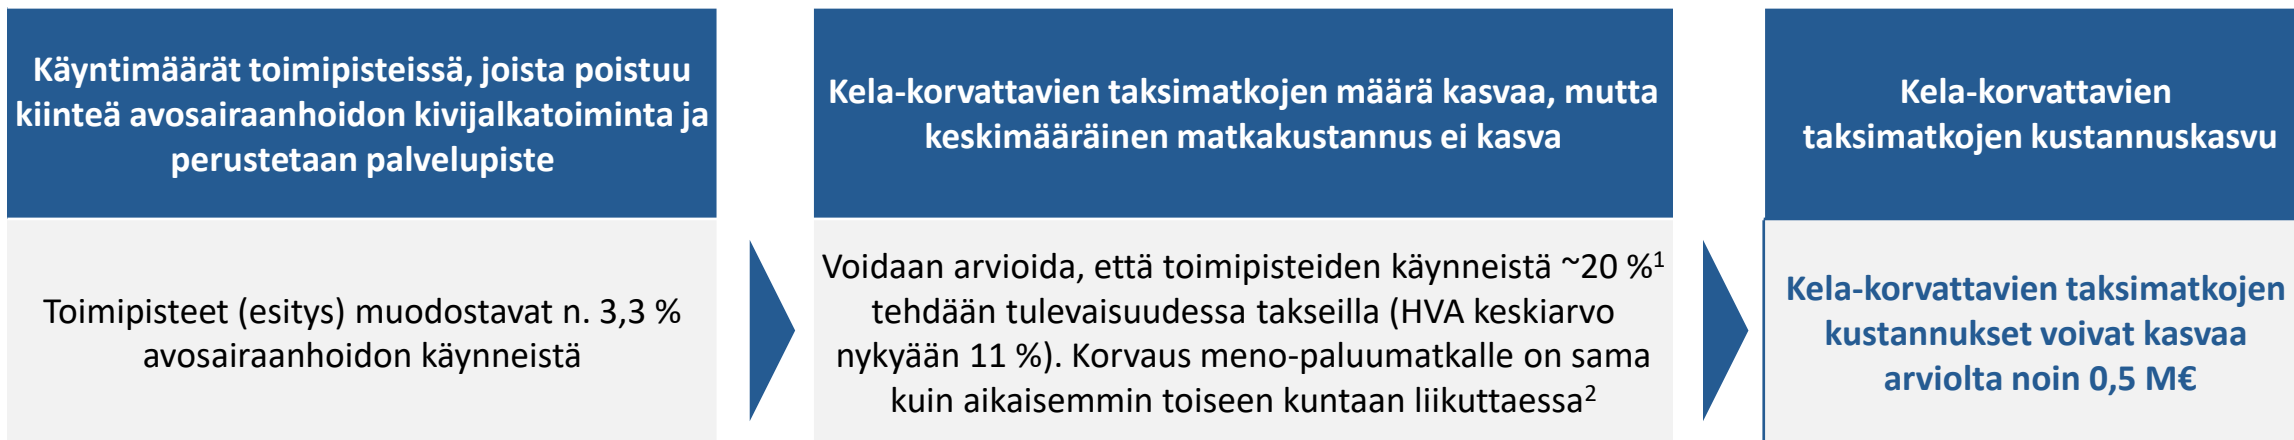 Käyntimäärät toimipisteissä, joista poistuu
kiinteä avosairaanhoidon kivijalkatoiminta ja
perustetaan palvelupiste
Toimipisteet (esitys) muodostavat n. 3,3 %
avosairaanhoidon käynneistä
Kela-korvattavien taksimatkojen määrä kasvaa, mutta
keskimääräinen matkakustannus ei kasva
Voidaan arvioida, että toimipisteiden käynneistä ~20 %¹
tehdään tulevaisuudessa takseilla (HVA keskiarvo
nykyään 11 %). Korvaus meno-paluumatkalle on sama
kuin aikaisemmin toiseen kuntaan liikuttaessa²
Kela-korvattavien
taksimatkojen kustannuskasvu
Kela-korvattavien taksimatkojen
kustannukset voivat kasvaa
arviolta noin 0,5 M€